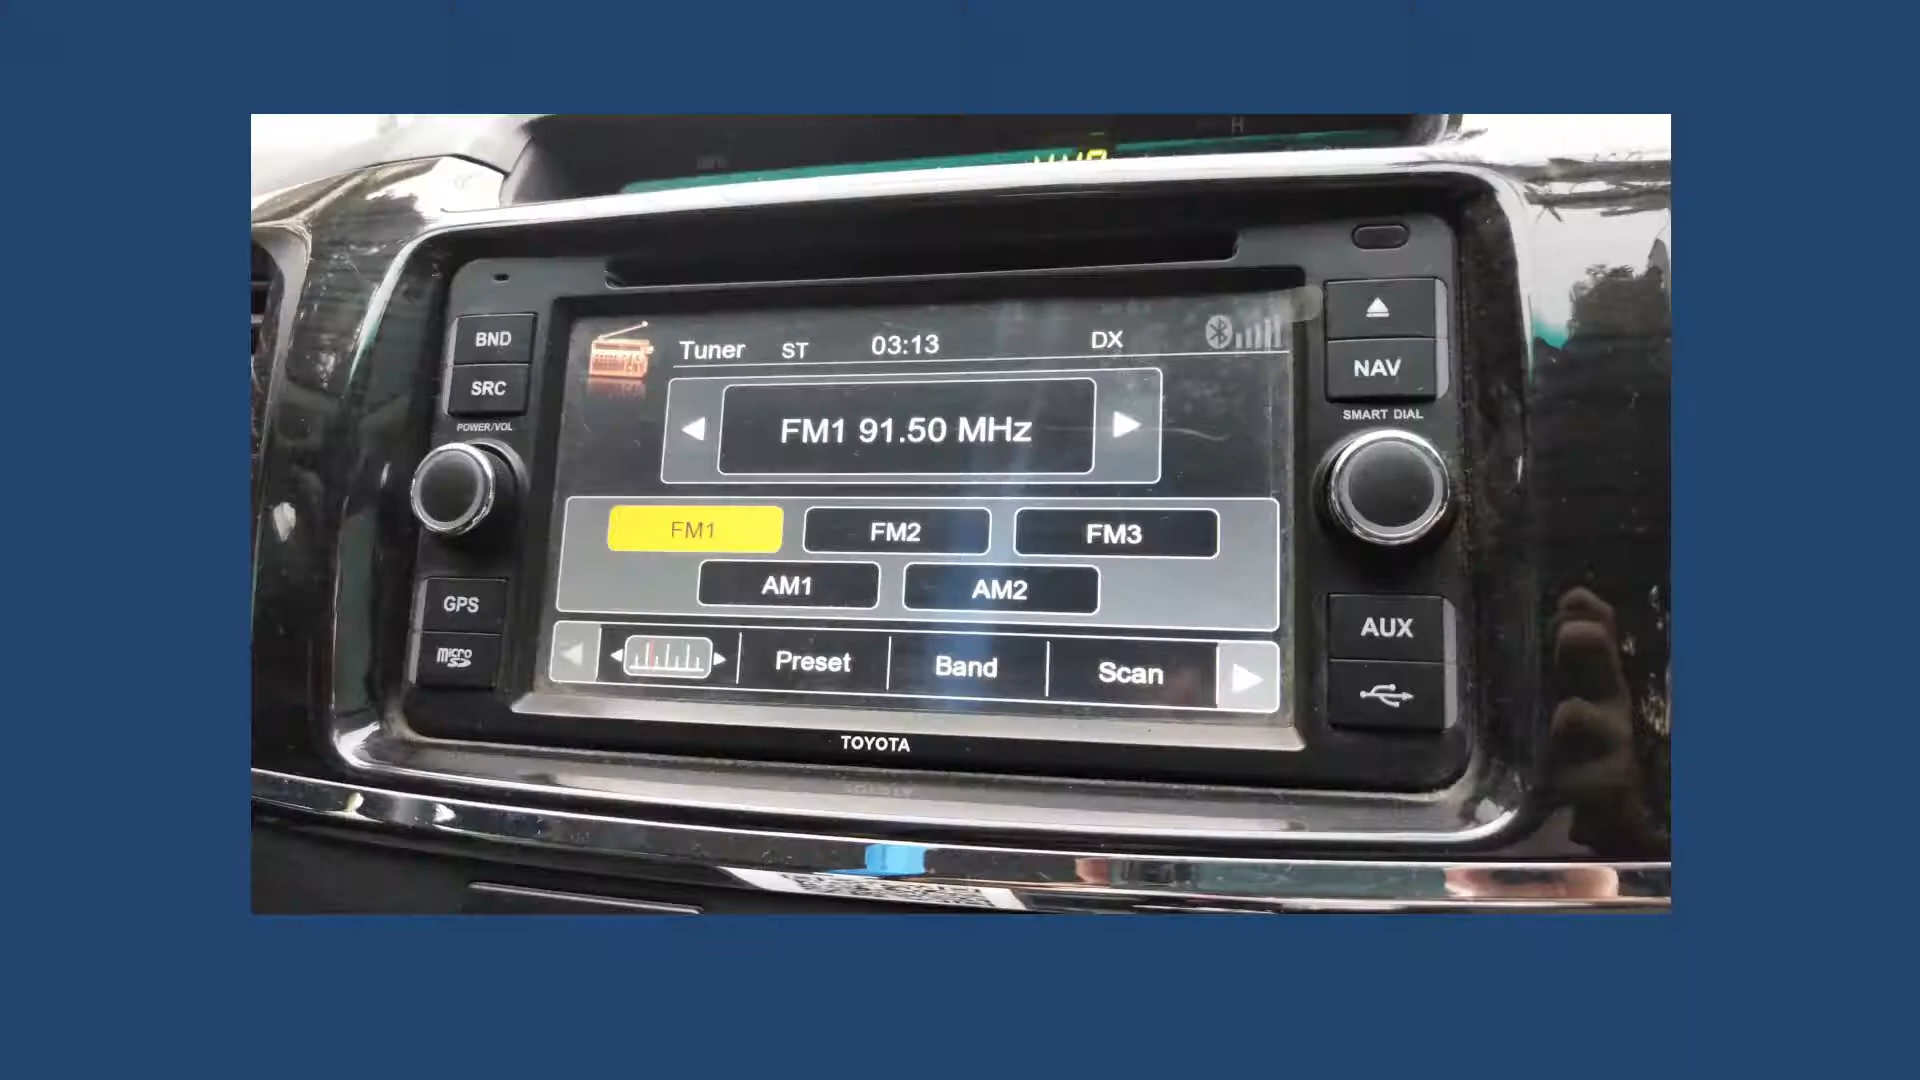 BND
SRC
POWER/VOL
GPS
micro SD
Tuner ST 03:13 DX
FM1 91.50 MHz
FM1 FM2 FM3
AM1 AM2
Preset Band Scan
NAV
SMART DIAL
AUX
TOYOTA